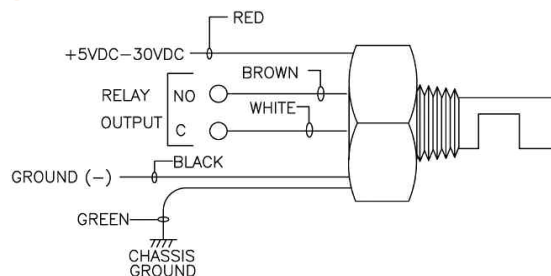 RED
+5VDC-30VDC
BROWN
RELAY
OUTPUT
NO
WHITE
C
BLACK
GROUND (-)
GREEN
CHASSIS
GROUND